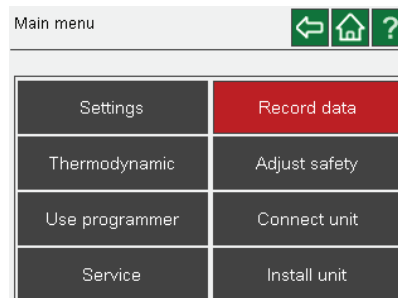 Main menu ?
Settings Record data
Thermodynamic Adjust safety
Use programmer Connect unit
Service Install unit